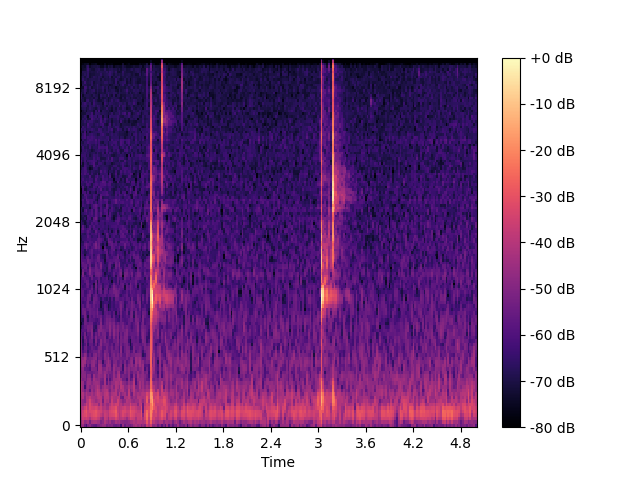 Hz
8192
4096
2048
1024
512
0
0 0.6 1.2 1.8 2.4 3 3.6 4.2 4.8
Time
+0 dB
-10 dB
-20 dB
-30 dB
-40 dB
-50 dB
-60 dB
-70 dB
-80 dB